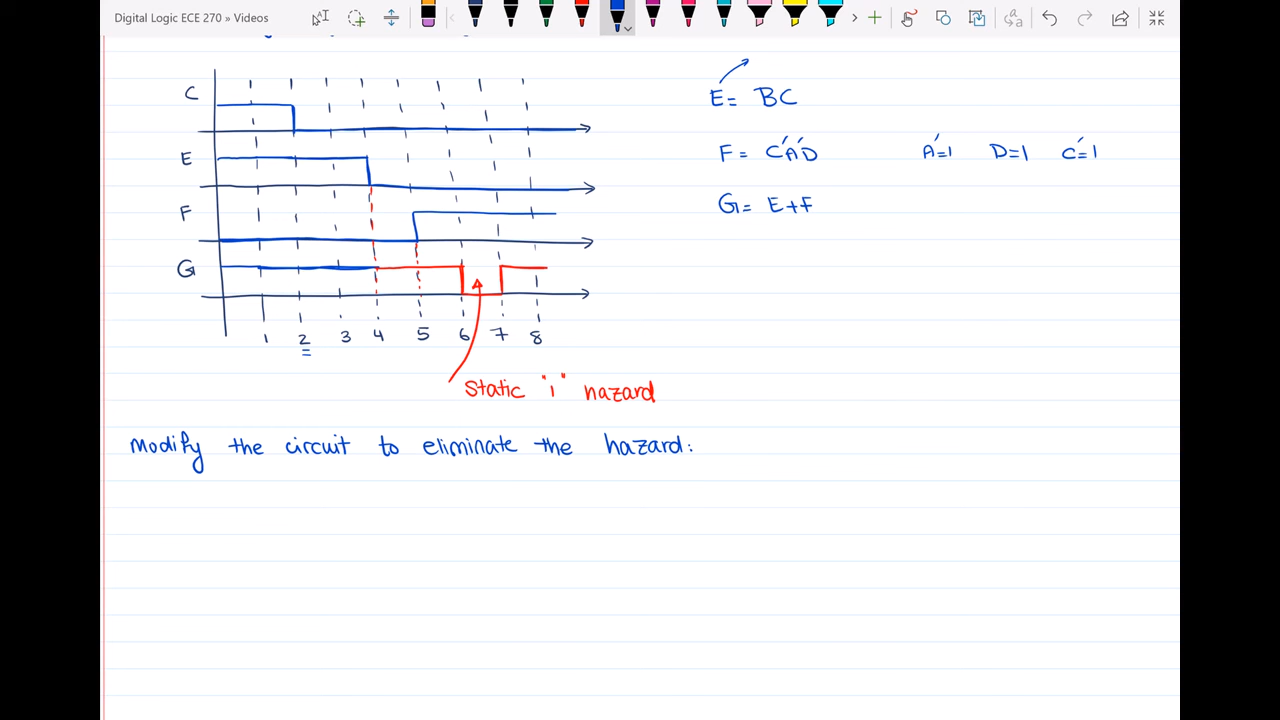 Digital Logic ECE 270 » Videos
C
E
F
G
1 2 3 4 5 6 7 8
E = BC
F = C'A'D A'=1 D=1 C'=1
G = E+F
Static "1" hazard
Modify the circuit to eliminate the hazard: